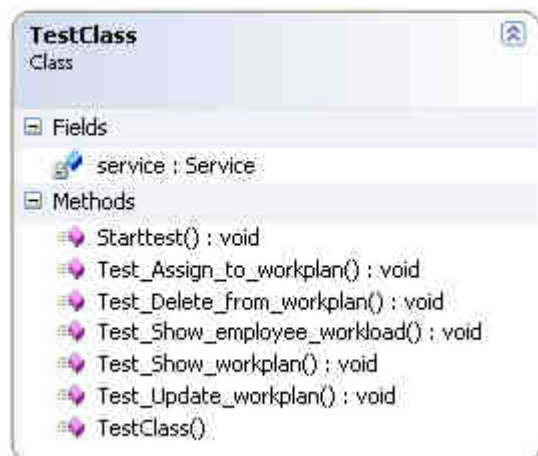 TestClass
Class
Fields
service : Service
Methods
Starttest() : void
Test_Assign_to_workplan() : void
Test_Delete_from_workplan() : void
Test_Show_employee_workload() : void
Test_Show_workplan() : void
Test_Update_workplan() : void
TestClass()